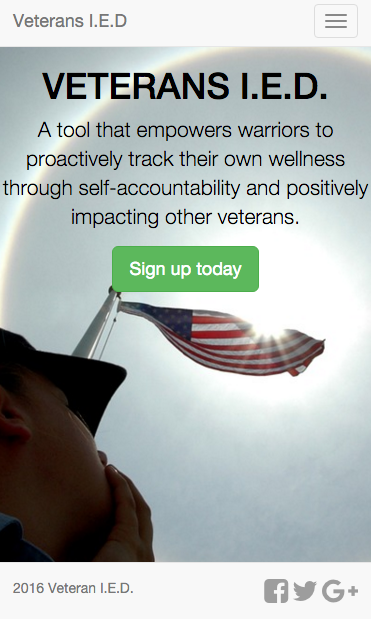 Veterans I.E.D
VETERANS I.E.D.
A tool that empowers warriors to
proactively track their own wellness
through self-accountability and positively
impacting other veterans.
Sign up today
2016 Veteran I.E.D.